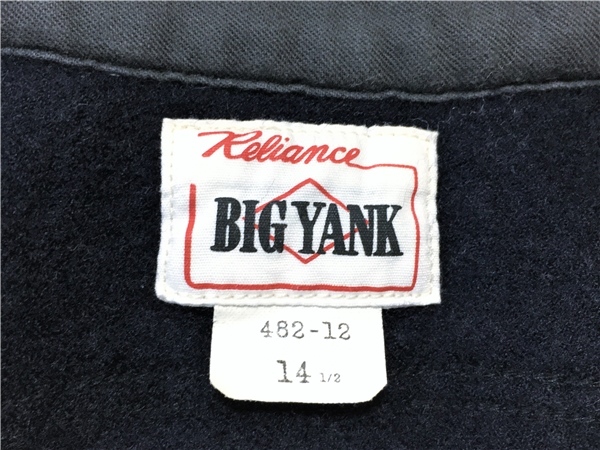 Reliance
BIG YANK
482-12
14 1/2